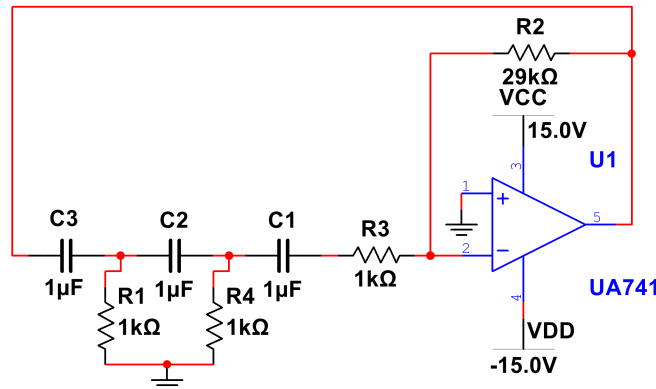 R2
29kΩ
VCC
15.0V
U1
3
1
+
5
2
−
4
UA741
VDD
-15.0V
C3
1µF
C2
1µF
C1
1µF
R3
1kΩ
R1
1kΩ
R4
1kΩ